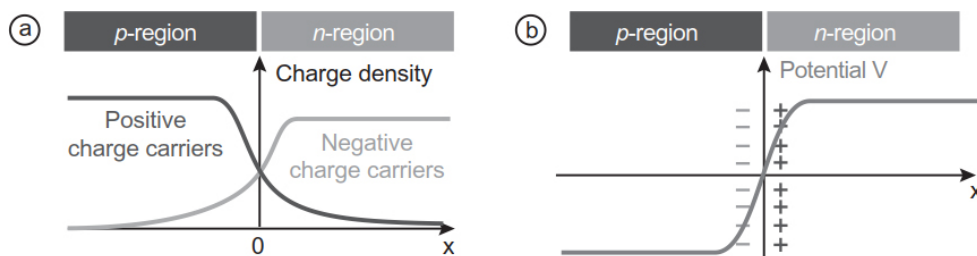 a
p-region n-region
Charge density
Positive
charge carriers
Negative
charge carriers
0
x
b
p-region n-region
Potential V
− +
− +
− +
− +
x
− +
− +
− +
− +